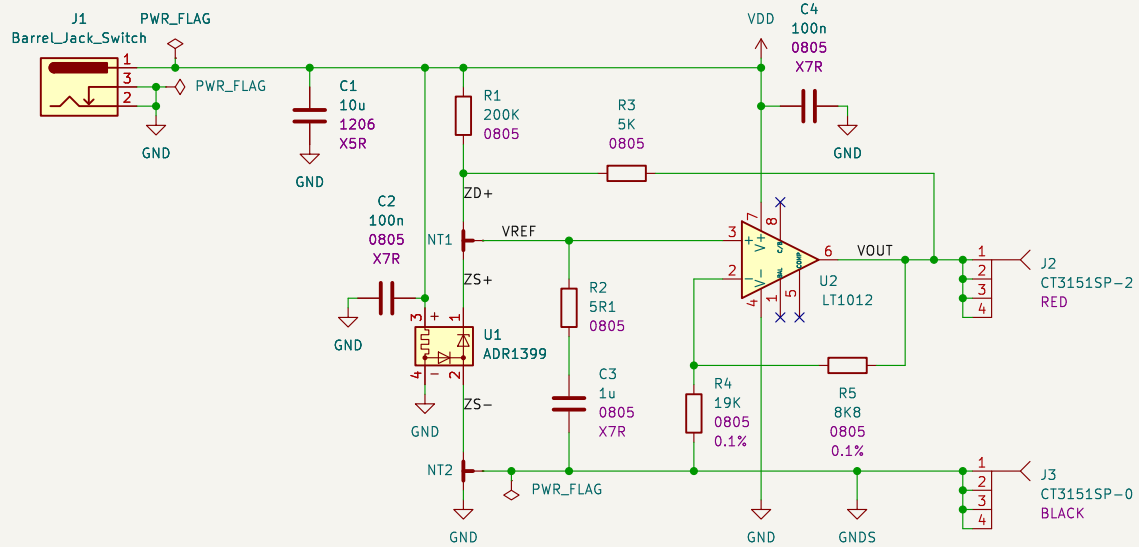 J1
Barrel_Jack_Switch
1
3
2
PWR_FLAG
PWR_FLAG
GND
C1
10u
1206
X5R
GND
R1
200K
0805
R3
5K
0805
VDD
C4
100n
0805
X7R
GND
ZD+
NT1
VREF
ZS+
C2
100n
0805
X7R
GND
3
+
1
U1
ADR1399
4
−
2
GND
ZS-
R2
5R1
0805
C3
1u
0805
X7R
3
+
2
−
7
V+
8
C/B
6
4
V-
1
BAL
5
COMP
U2
LT1012
VOUT
R4
19K
0805
0.1%
R5
8K8
0805
0.1%
1
2
3
4
J2
CT3151SP-2
RED
NT2
GND
PWR_FLAG
GND
GNDS
1
2
3
4
J3
CT3151SP-0
BLACK